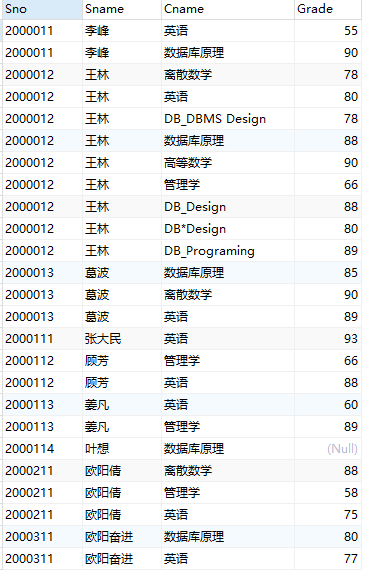 Sno Sname Cname Grade
2000011 李峰 英语 55
2000011 李峰 数据库原理 90
2000012 王林 离散数学 78
2000012 王林 英语 80
2000012 王林 DB_DBMS Design 78
2000012 王林 数据库原理 88
2000012 王林 高等数学 90
2000012 王林 管理学 66
2000012 王林 DB_Design 88
2000012 王林 DB*Design 80
2000012 王林 DB_Programing 89
2000013 葛波 数据库原理 85
2000013 葛波 离散数学 90
2000013 葛波 英语 89
2000111 张大民 英语 93
2000112 顾芳 管理学 66
2000112 顾芳 英语 88
2000113 姜凡 英语 60
2000113 姜凡 管理学 89
2000114 叶想 数据库原理 (Null)
2000211 欧阳倩 离散数学 88
2000211 欧阳倩 管理学 58
2000211 欧阳倩 英语 75
2000311 欧阳奋进 数据库原理 80
2000311 欧阳奋进 英语 77